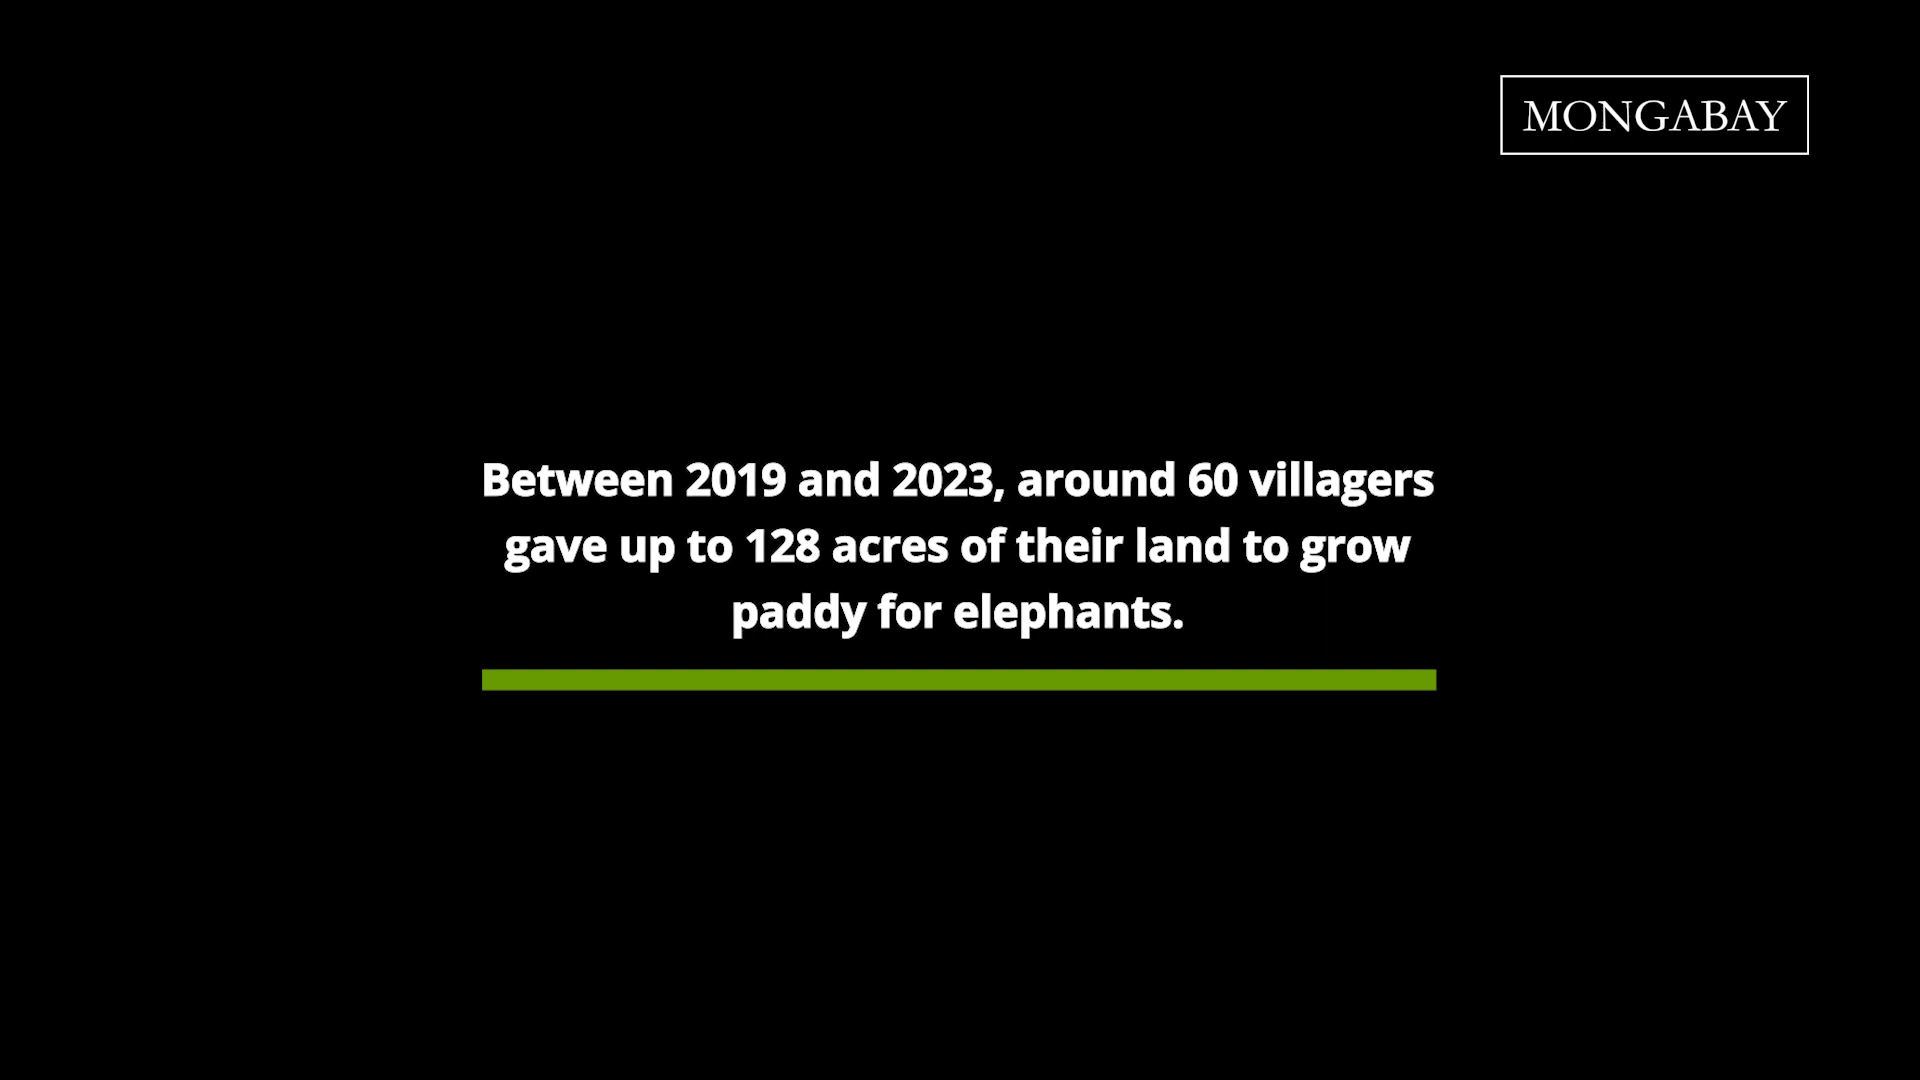 MONGABAY
Between 2019 and 2023, around 60 villagers
gave up to 128 acres of their land to grow
paddy for elephants.